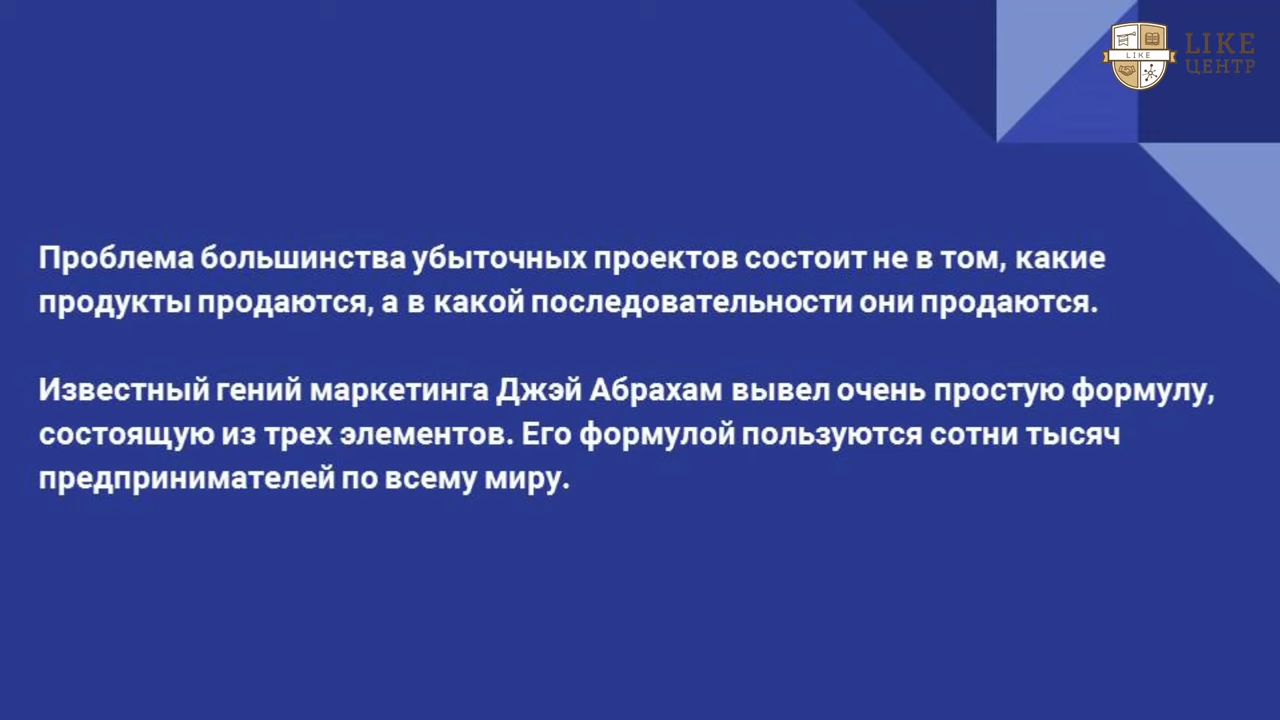 LIKE
LIKE
ЦЕНТР
Проблема большинства убыточных проектов состоит не в том, какие
продукты продаются, а в какой последовательности они продаются.
Известный гений маркетинга Джэй Абрахам вывел очень простую формулу,
состоящую из трех элементов. Его формулой пользуются сотни тысяч
предпринимателей по всему миру.